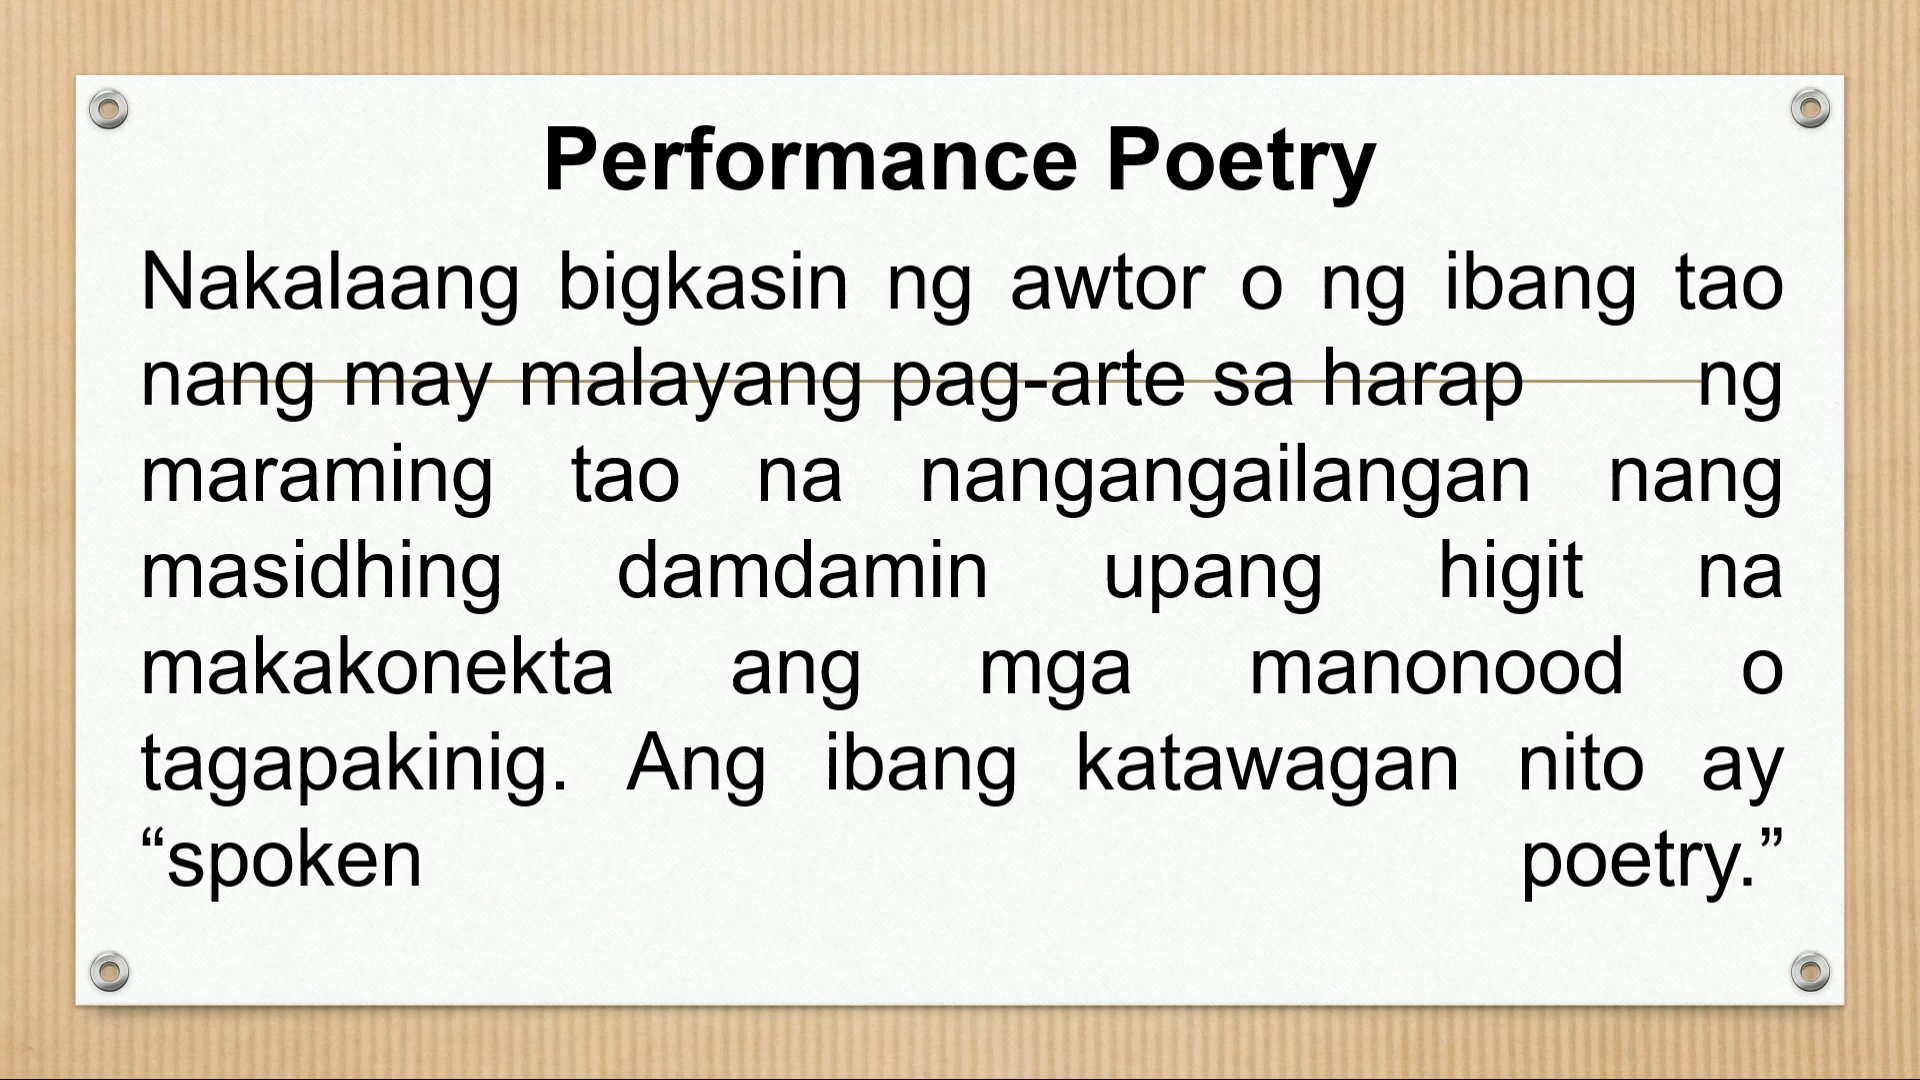 Performance Poetry
Nakalaang bigkasin ng awtor o ng ibang tao
nang may malayang pag-arte sa harap ng
maraming tao na nangangailangan nang
masidhing damdamin upang higit na
makakonekta ang mga manonood o
tagapakinig. Ang ibang katawagan nito ay
“spoken poetry.”